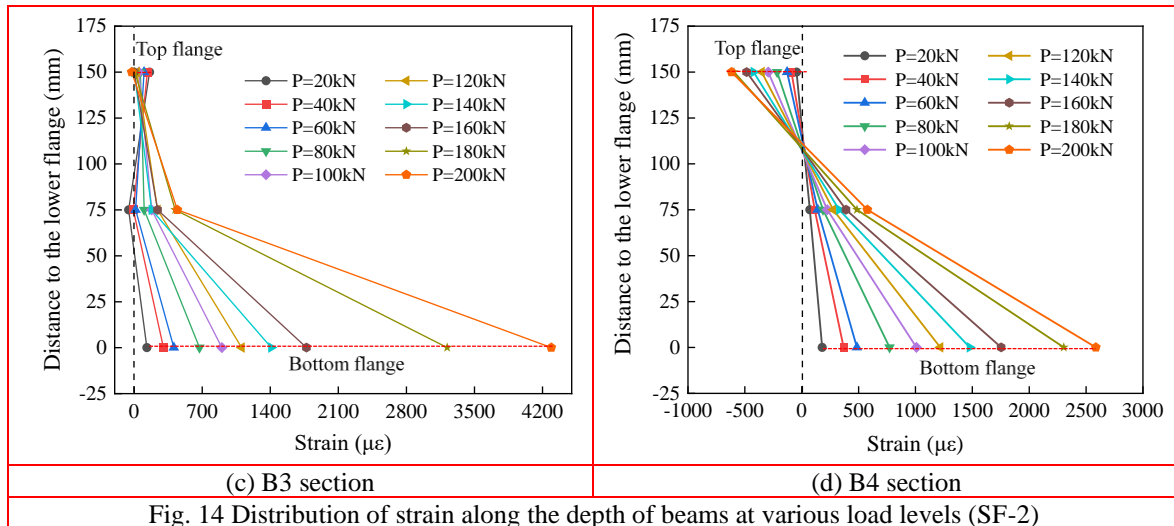 175
150
125
100
75
50
25
0
-25
Distance to the lower flange (mm)
Top flange
P=20kN
P=40kN
P=60kN
P=80kN
P=100kN
P=120kN
P=140kN
P=160kN
P=180kN
P=200kN
Bottom flange
0 700 1400 2100 2800 3500 4200
Strain (με)
175
150
125
100
75
50
25
0
-25
Distance to the lower flange (mm)
Top flange
P=20kN
P=40kN
P=60kN
P=80kN
P=100kN
P=120kN
P=140kN
P=160kN
P=180kN
P=200kN
Bottom flange
-1000 -500 0 500 1000 1500 2000 2500 3000
Strain (με)
(c) B3 section
(d) B4 section
Fig. 14 Distribution of strain along the depth of beams at various load levels (SF-2)